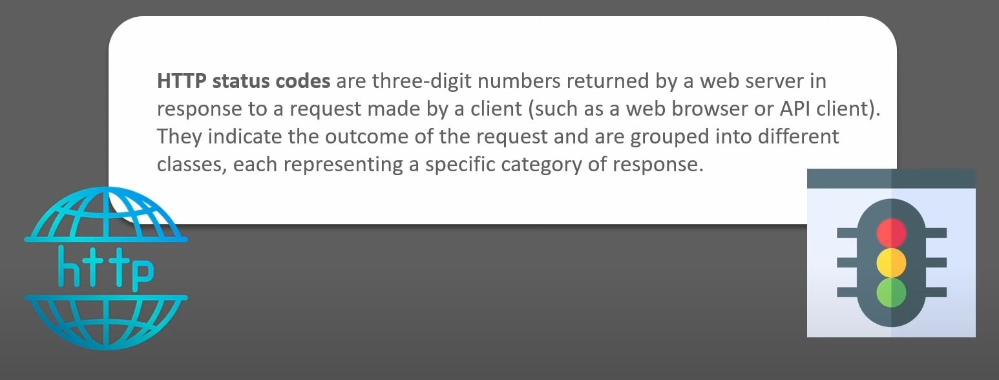 HTTP status codes are three-digit numbers returned by a web server in
response to a request made by a client (such as a web browser or API client).
They indicate the outcome of the request and are grouped into different
classes, each representing a specific category of response.
http